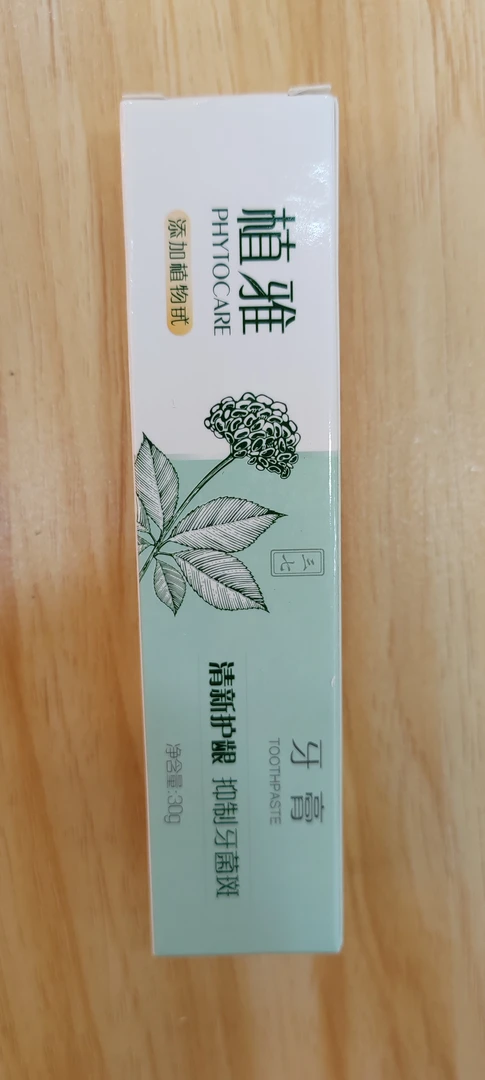 植雅
PHYTOCARE
添加植物甙
三七
牙膏
TOOTHPASTE
清新护龈 抑制牙菌斑
净含量:30g